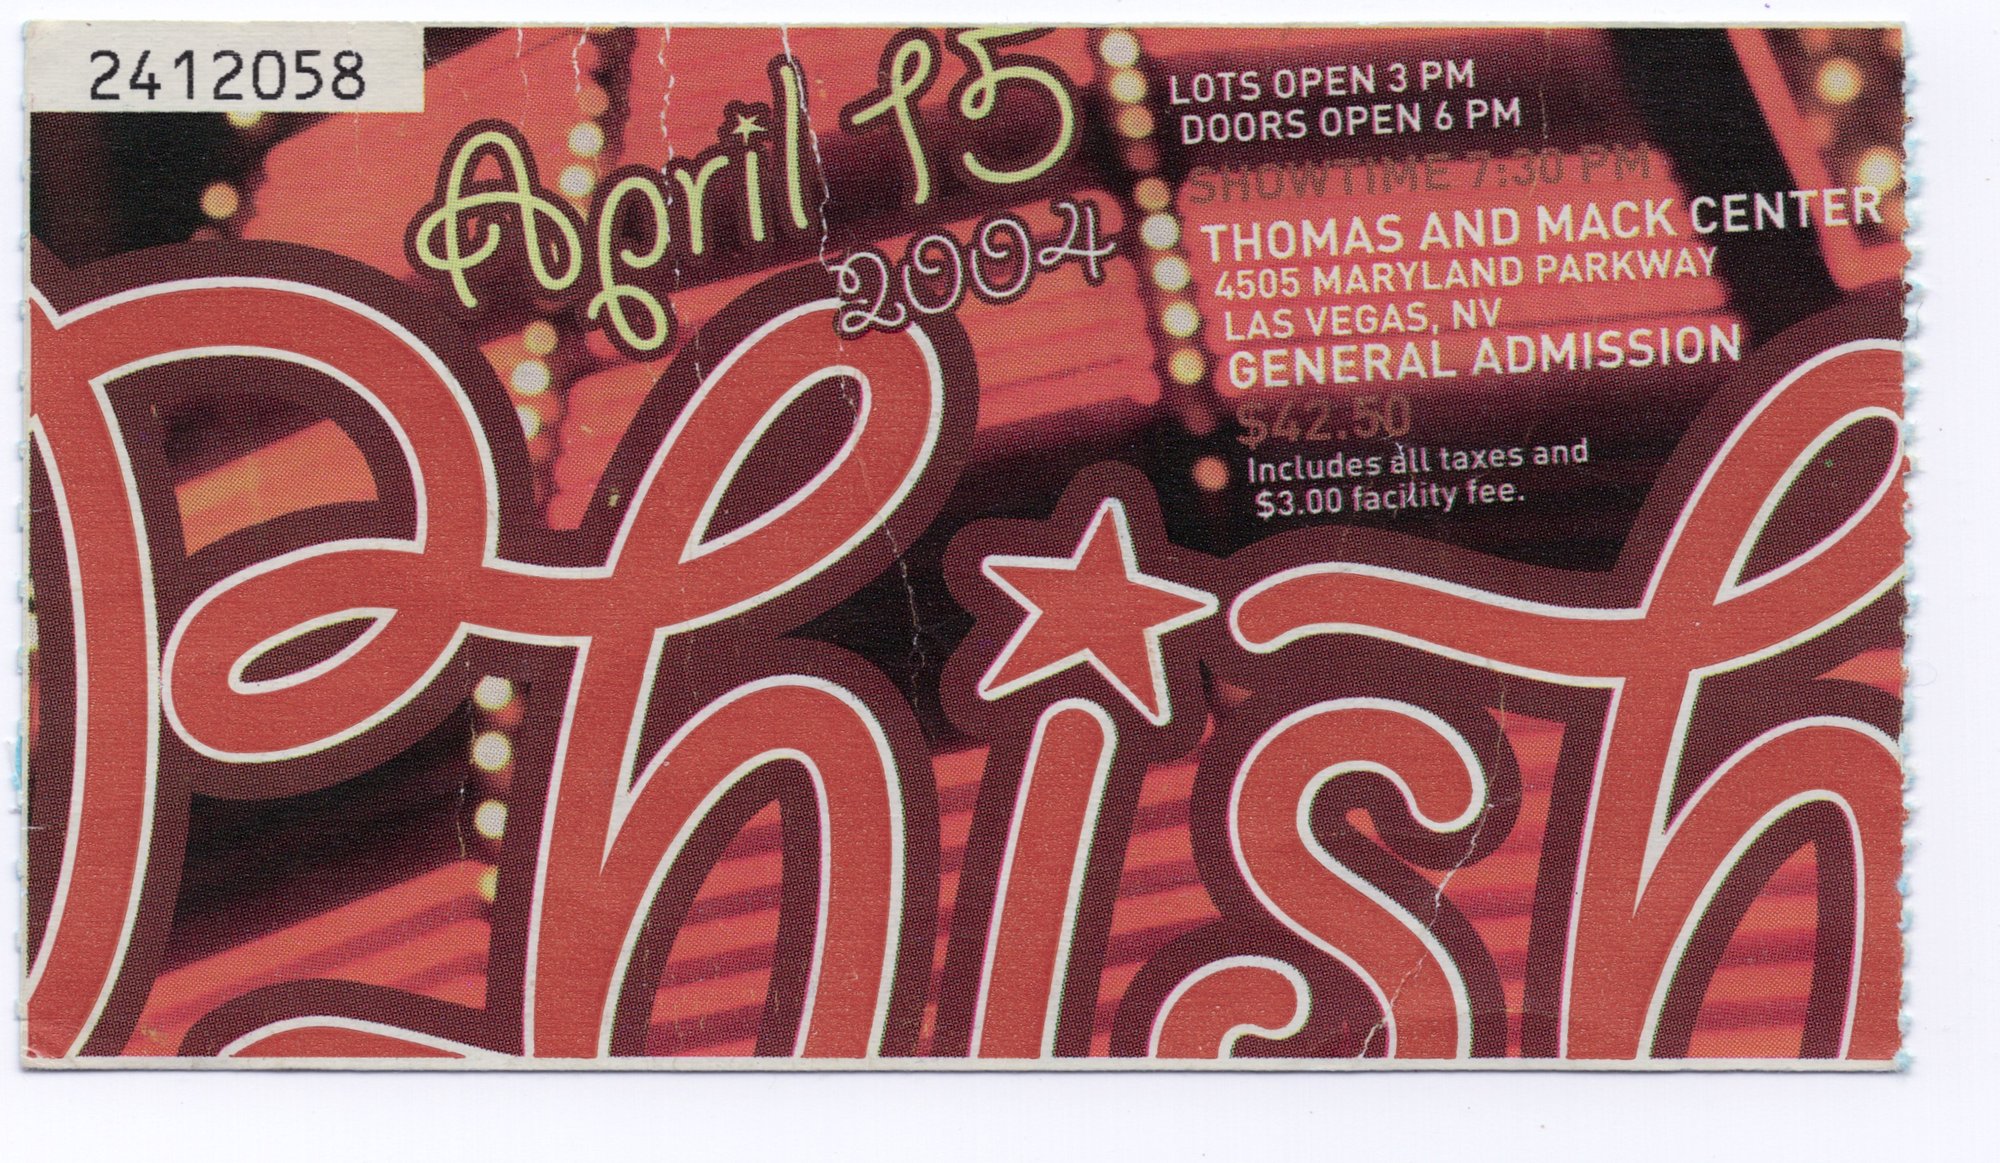 2412058
April 15
2004
LOTS OPEN 3 PM
DOORS OPEN 6 PM
SHOWTIME 7:30 PM
THOMAS AND MACK CENTER
4505 MARYLAND PARKWAY
LAS VEGAS, NV
GENERAL ADMISSION
$42.50
Includes all taxes and
$3.00 facility fee.
Phish